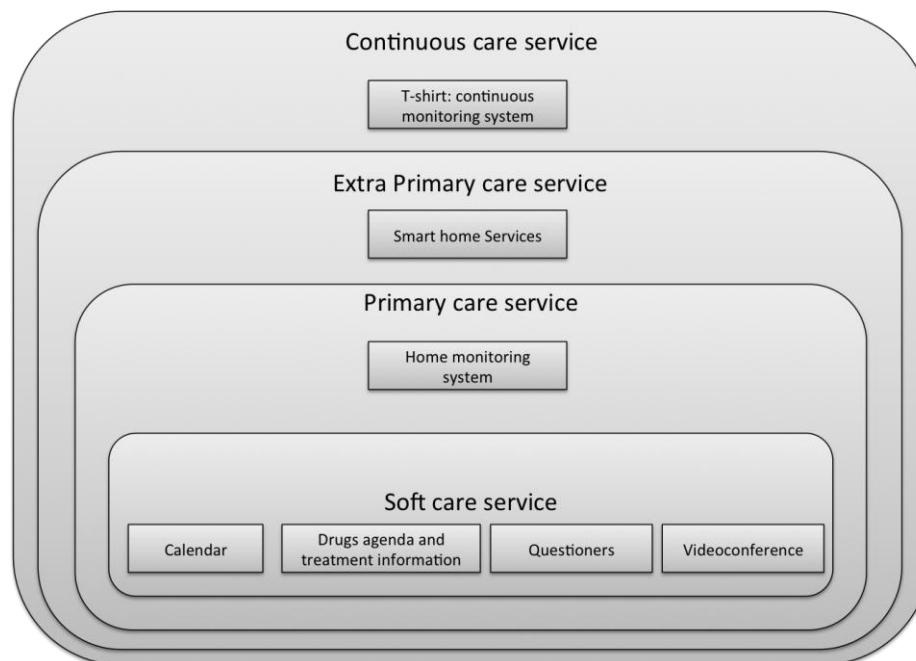 Continuous care service
T-shirt: continuous
monitoring system
Extra Primary care service
Smart home Services
Primary care service
Home monitoring
system
Soft care service
Calendar
Drugs agenda and
treatment information
Questioners
Videoconference